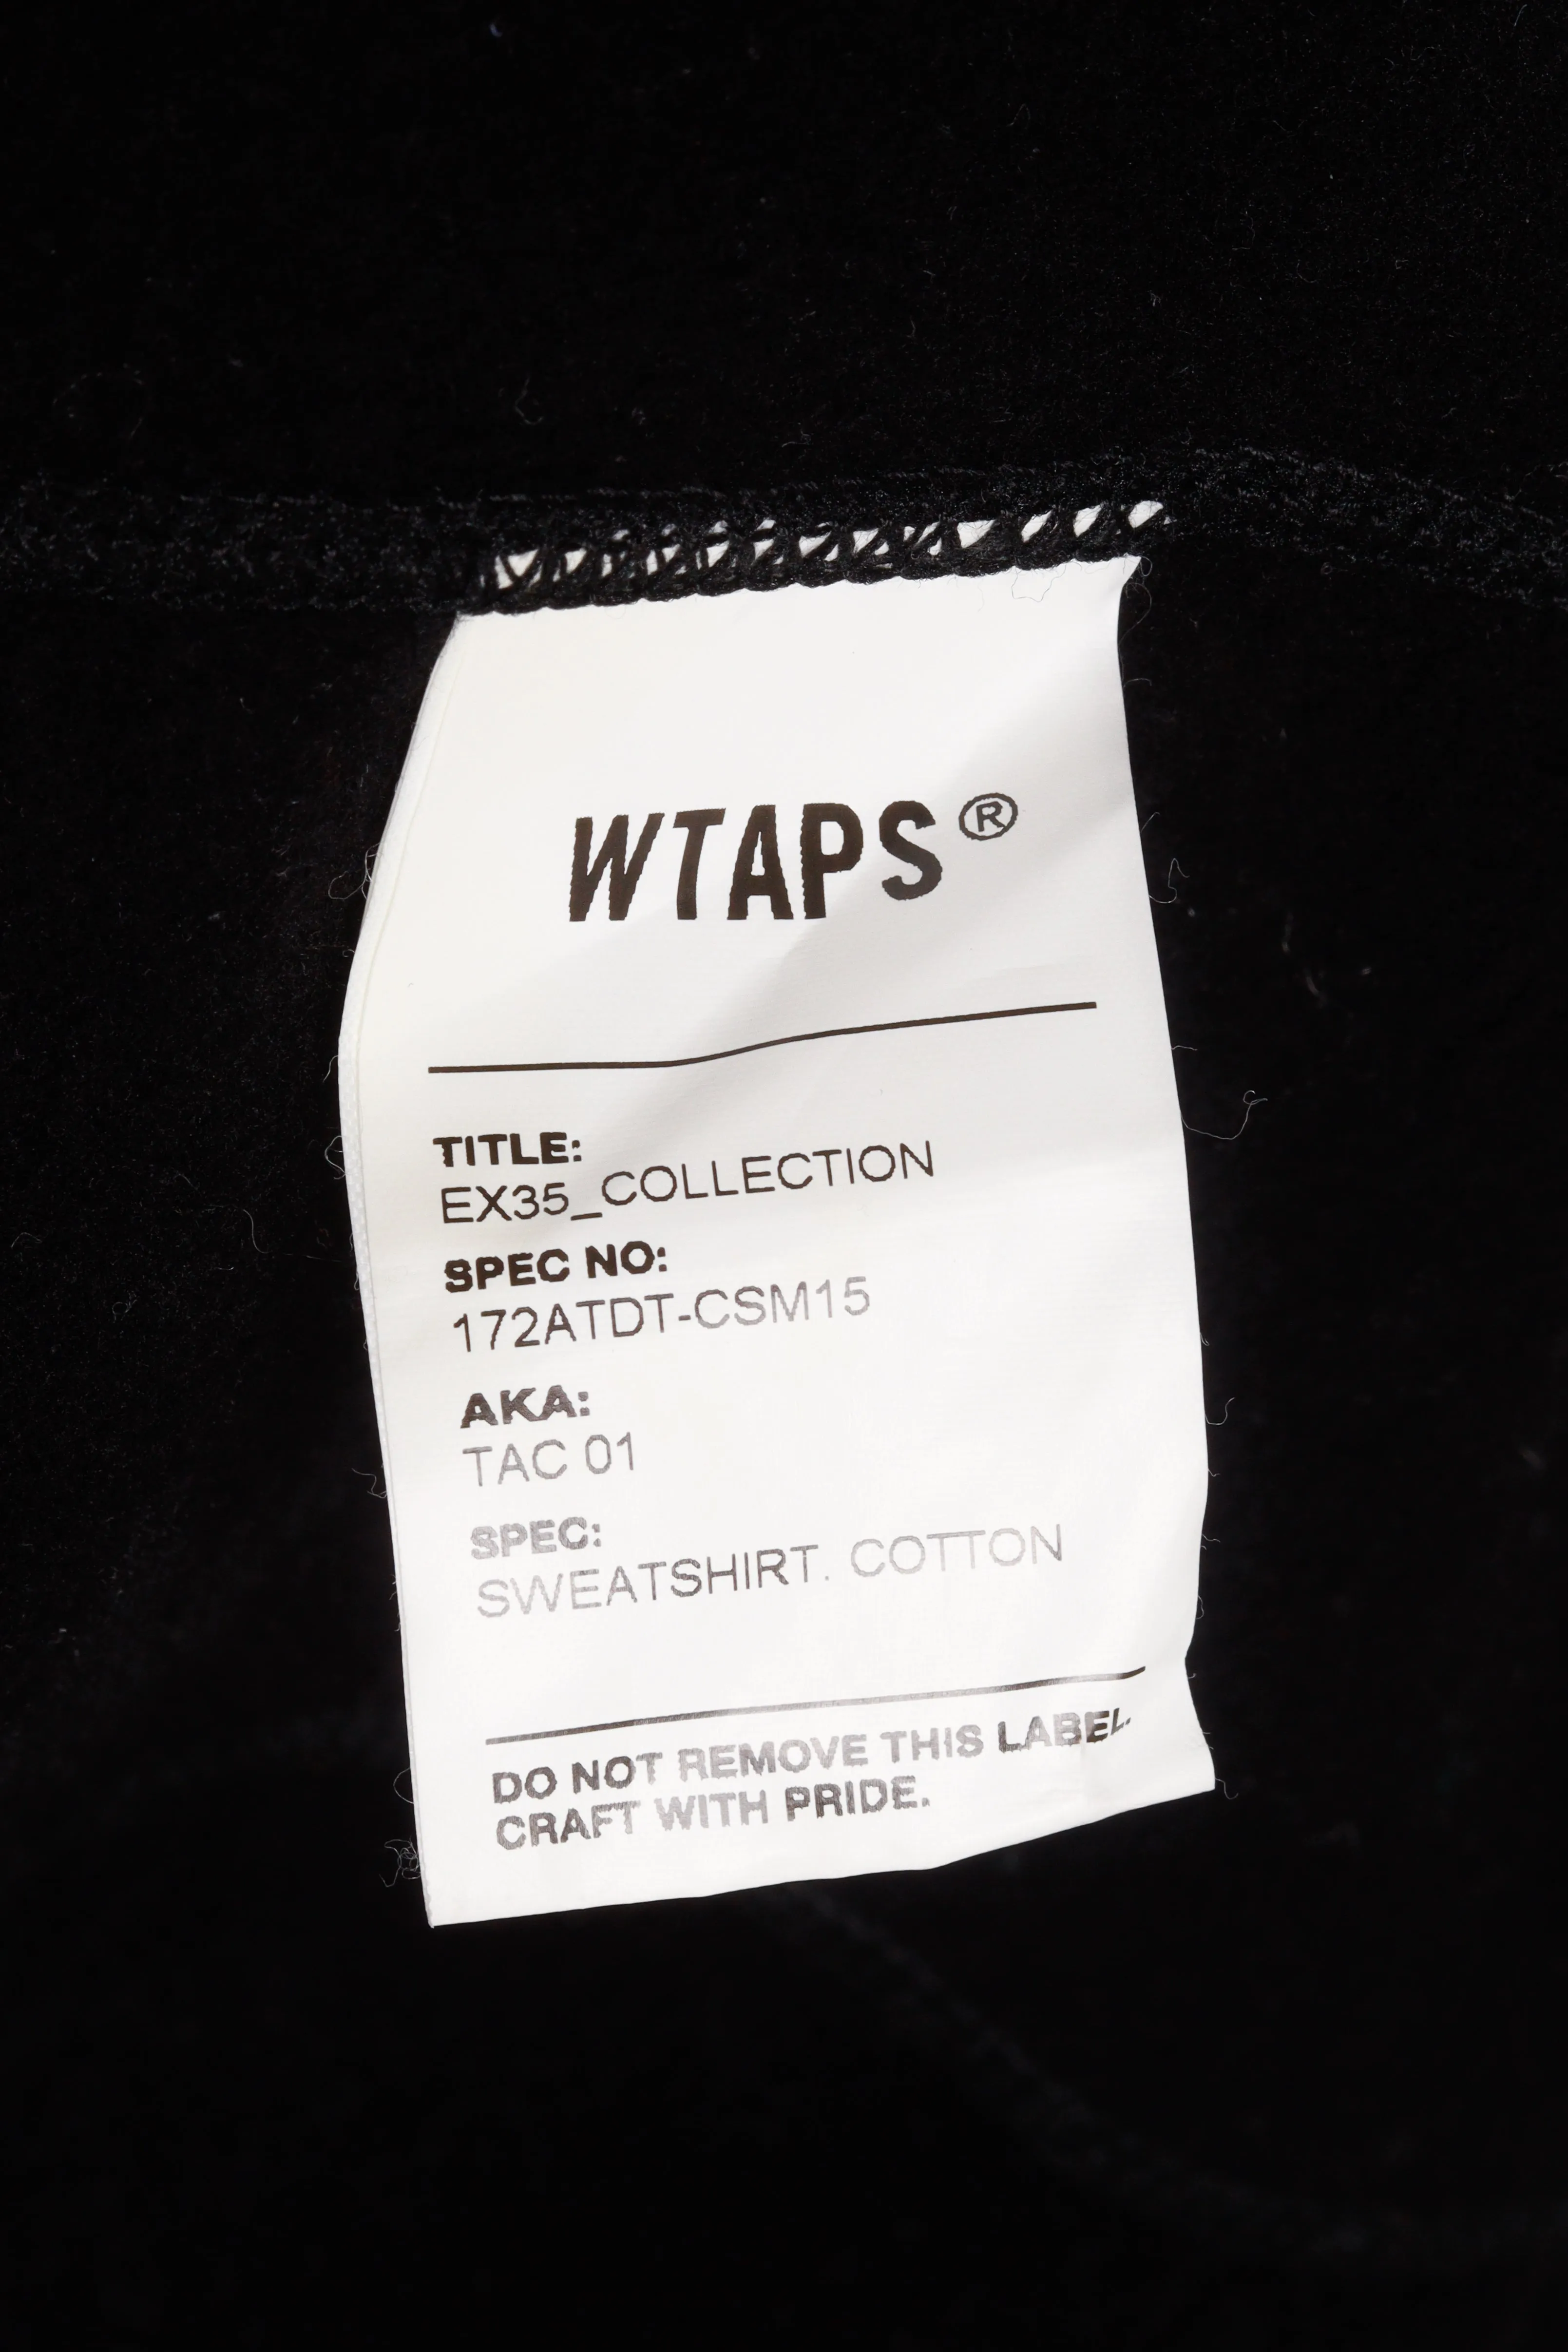 WTAPS®
TITLE:
EX35_COLLECTION
SPEC NO:
172ATDT-CSM15
AKA:
TAC 01
SPEC:
SWEATSHIRT. COTTON
DO NOT REMOVE THIS LABEL.
CRAFT WITH PRIDE.